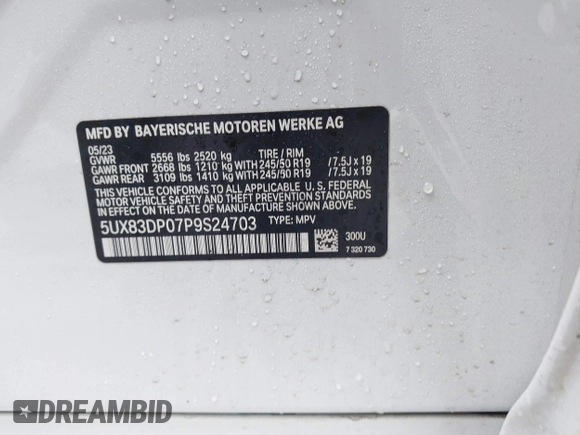 MFD BY BAYERISCHE MOTOREN WERKE AG
05/23
GVWR 5556 lbs 2520 kg TIRE / RIM
GAWR FRONT 2668 lbs 1210 kg WITH 245/50 R19 /7.5J x 19
GAWR REAR 3109 lbs 1410 kg WITH 245/50 R19 /7.5J x 19
THIS VEHICLE CONFORMS TO ALL APPLICABLE U. S. FEDERAL
MOTOR VEHICLE SAFETY AND THEFT PREVENTION STANDARDS
IN EFFECT ON THE DATE OF MANUFACTURE SHOWN ABOVE.
5UX83DP07P9S24703 TYPE: MPV
300U
7 320 730
DREAMBID